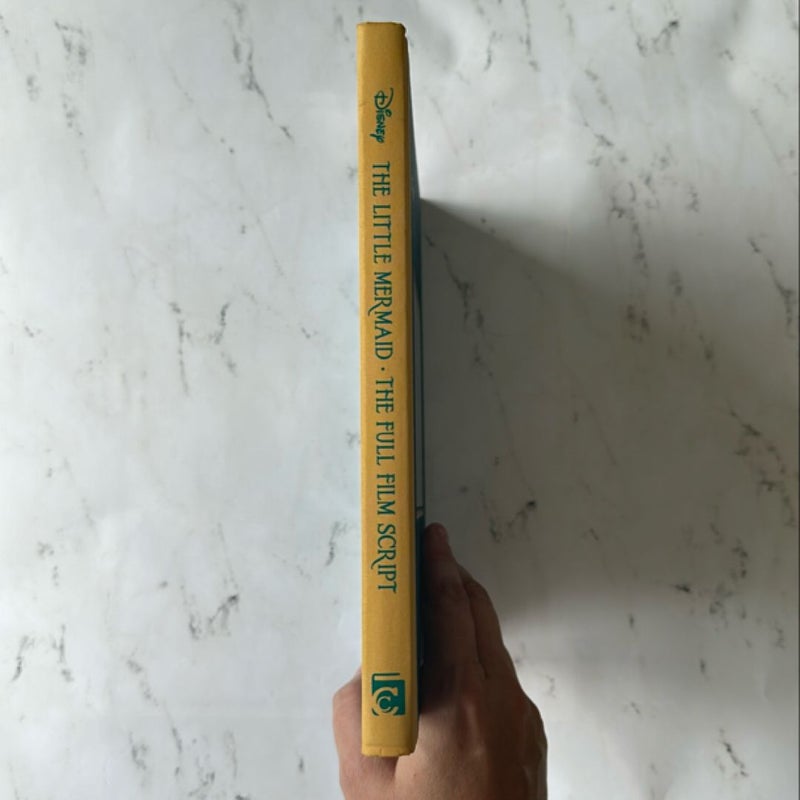 Disney
THE LITTLE MERMAID · THE FULL FILM SCRIPT